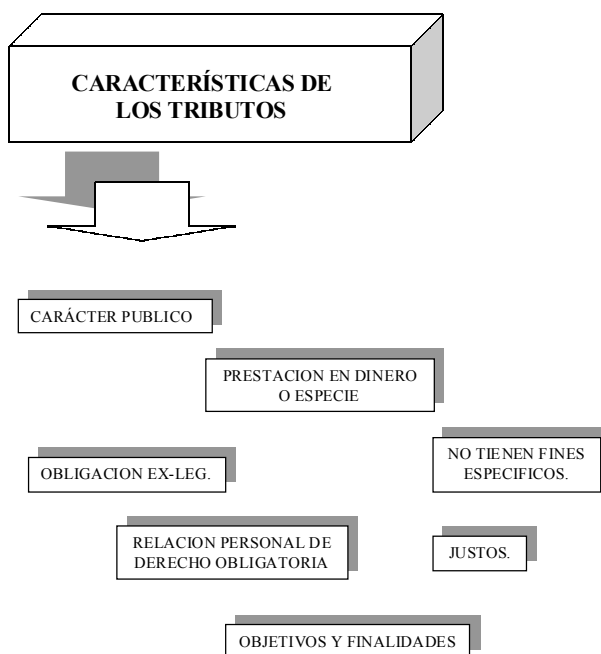 CARACTERÍSTICAS DE
LOS TRIBUTOS
CARÁCTER PUBLICO
PRESTACION EN DINERO
O ESPECIE
OBLIGACION EX-LEG.
NO TIENEN FINES
ESPECIFICOS.
RELACION PERSONAL DE
DERECHO OBLIGATORIA
JUSTOS.
OBJETIVOS Y FINALIDADES